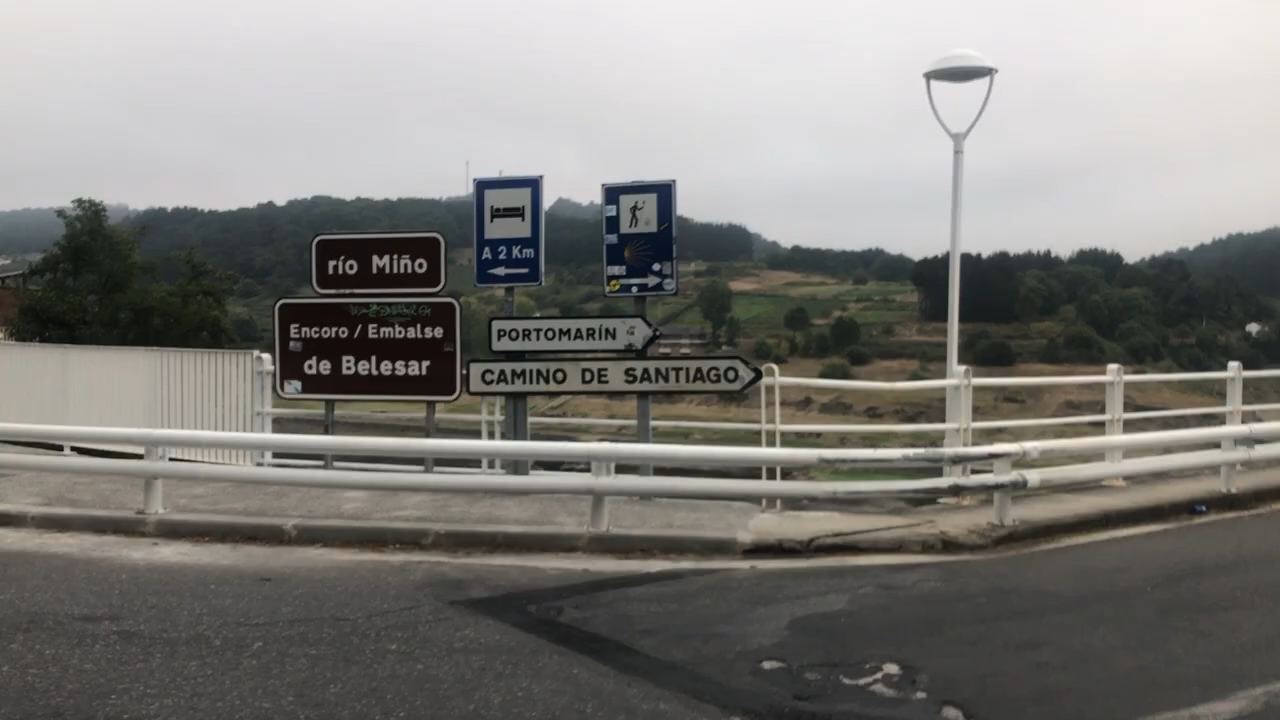 río Miño
Encoro / Embalse
de Belesar
A 2 Km
PORTOMARÍN
CAMINO DE SANTIAGO